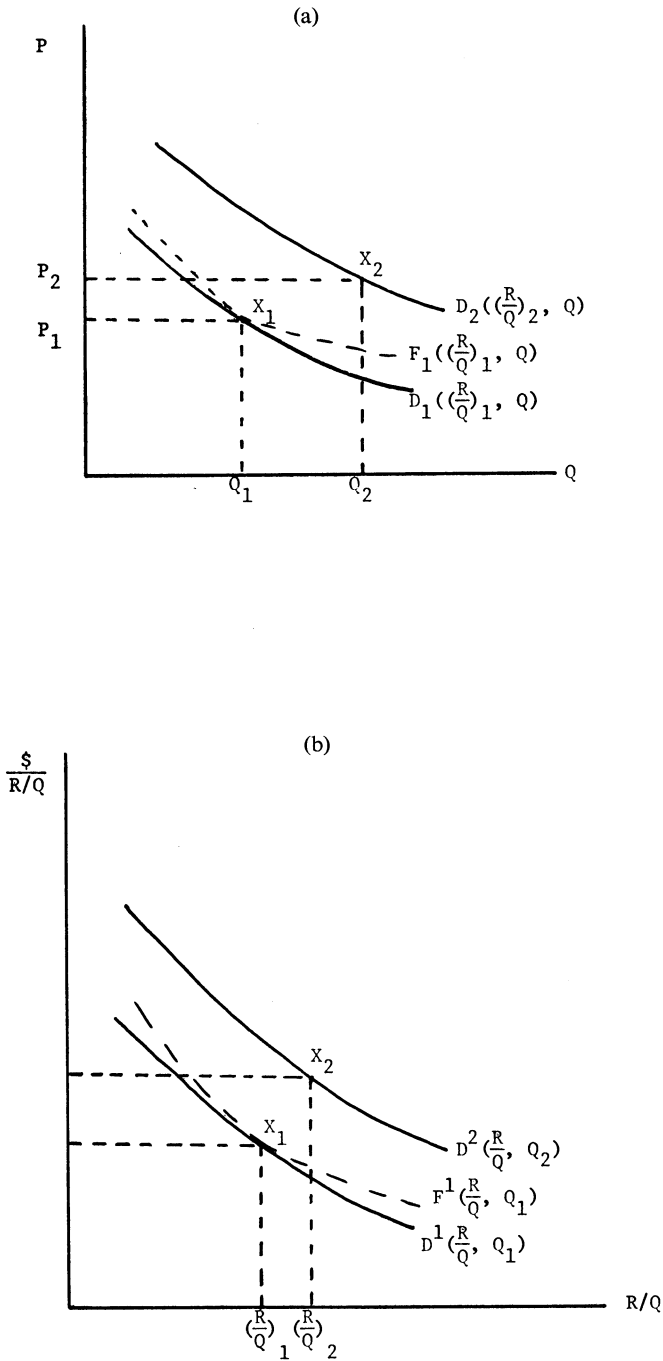 (a)
P
P2
X2
D2((R/Q)2, Q)
P1
X1
F1((R/Q)1, Q)
D1((R/Q)1, Q)
Q1 Q2 Q
(b)
$
R/Q
X2
X1
D²(R/Q, Q2)
F¹(R/Q, Q1)
D¹(R/Q, Q1)
R/Q
(R/Q)1 (R/Q)2